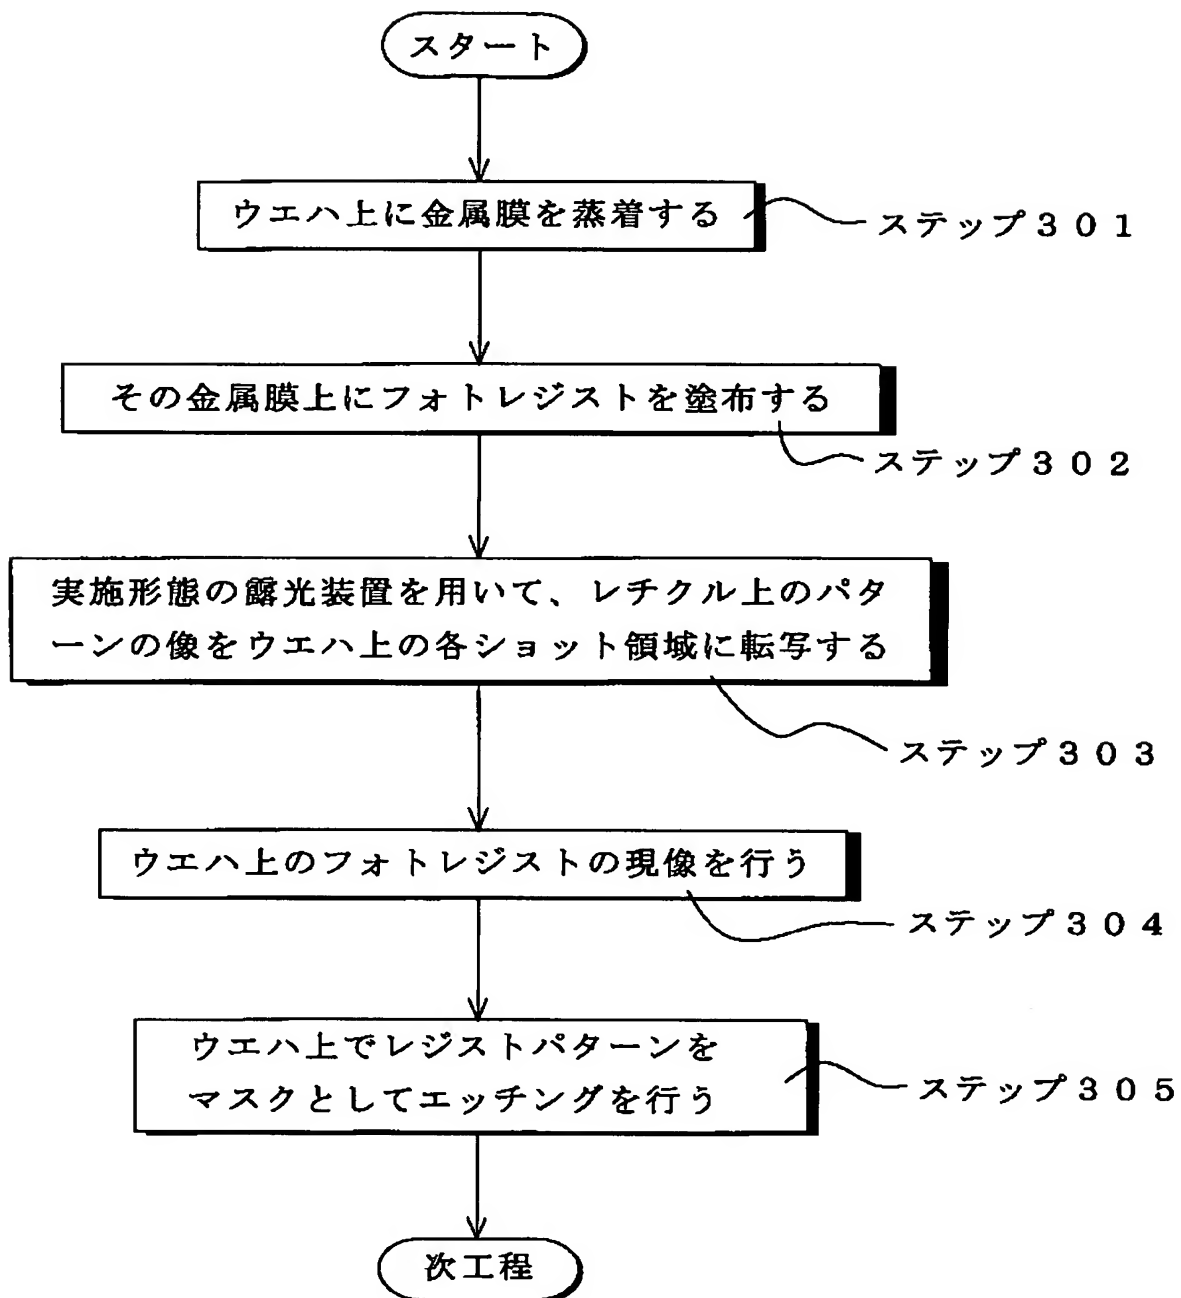 スタート
ウエハ上に金属膜を蒸着する
ステップ301
その金属膜上にフォトレジストを塗布する
ステップ302
実施形態の露光装置を用いて、レチクル上のパタ
ーンの像をウエハ上の各ショット領域に転写する
ステップ303
ウエハ上のフォトレジストの現像を行う
ステップ304
ウエハ上でレジストパターンを
マスクとしてエッチングを行う
ステップ305
次工程